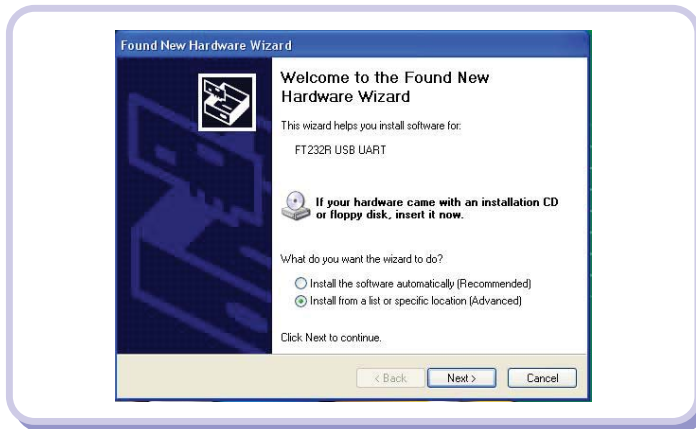 Found New Hardware Wizard
Welcome to the Found New
Hardware Wizard
This wizard helps you install software for:
FT232R USB UART
If your hardware came with an installation CD
or floppy disk, insert it now.
What do you want the wizard to do?
Install the software automatically (Recommended)
Install from a list or specific location (Advanced)
Click Next to continue.
< Back Next > Cancel